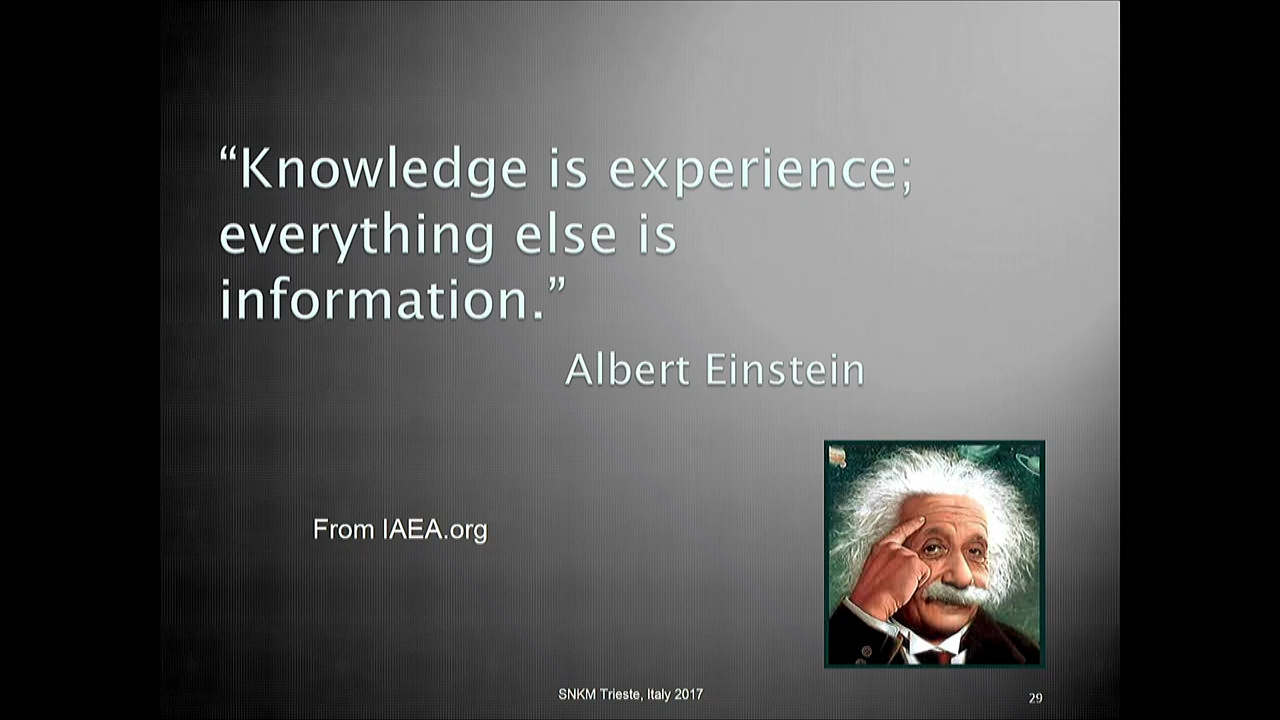 “Knowledge is experience;
everything else is
information.”
Albert Einstein
From IAEA.org
SNKM Trieste, Italy 2017
29